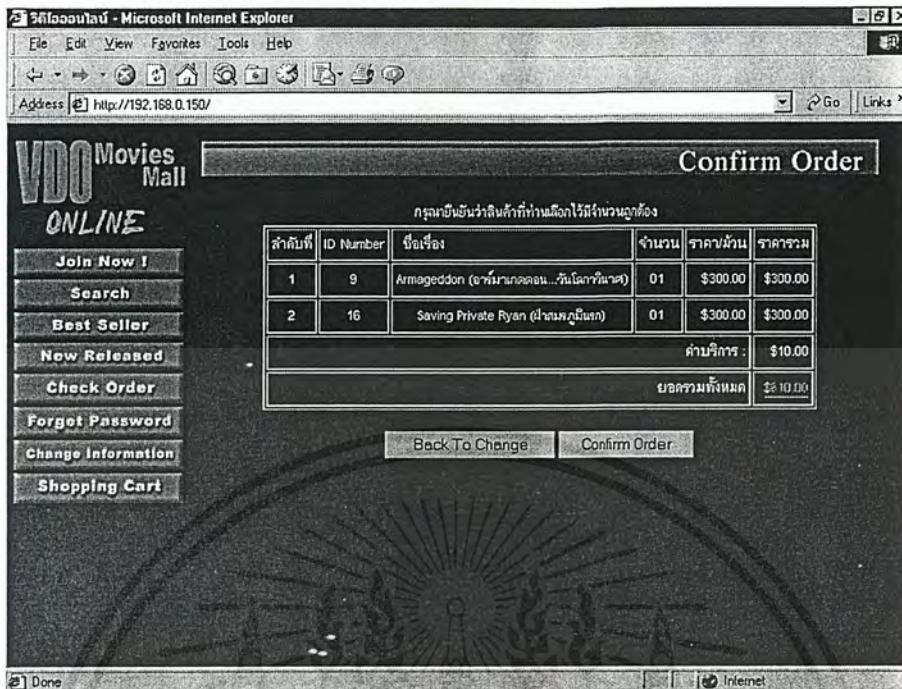 วีดีโอออนไลน์ - Microsoft Internet Explorer
File Edit View Favorites Tools Help
Address http://192.168.0.150/ Go Links
VDO Movies Mall
ONLINE
Confirm Order
Join Now !
Search
Best Seller
New Released
Check Order
Forget Password
Change Information
Shopping Cart
กรุณายืนยันว่าสินค้าที่ท่านเลือกไว้มีจำนวนถูกต้อง
ลำดับที่ ID Number ชื่อเรื่อง จำนวน ราคา/ม้วน ราคารวม
1 9 Armageddon (อาร์มาเกดดอน...วันโลกาวินาศ) 01 $300.00 $300.00
2 16 Saving Private Ryan (ฝ่าสมรภูมินรก) 01 $300.00 $300.00
ค่าบริการ : $10.00
ยอดรวมทั้งหมด $610.00
Back To Change Confirm Order
Done Internet